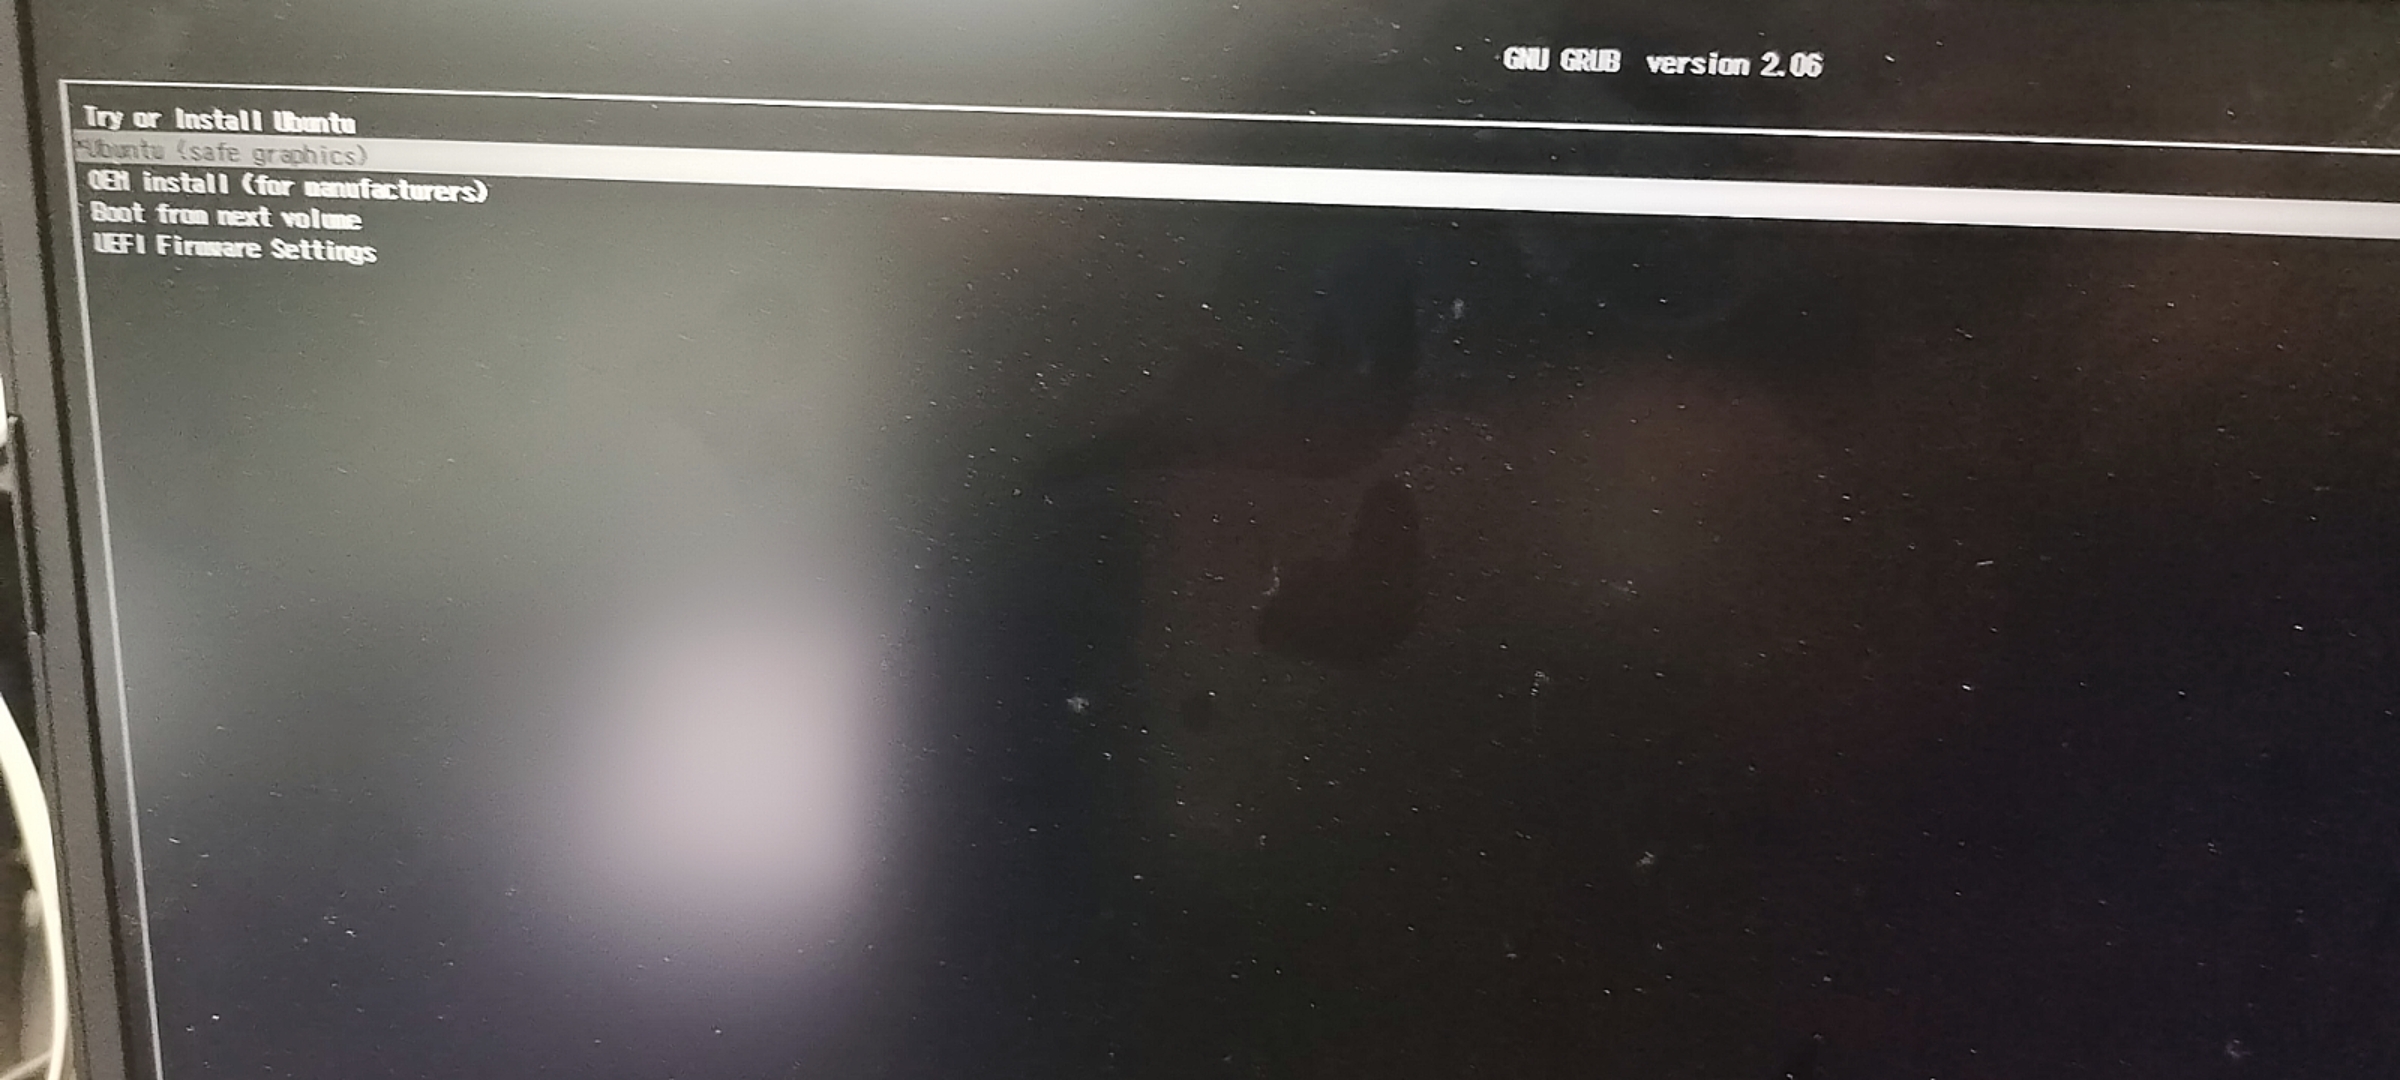 GNU GRUB version 2.06
Try or Install Ubuntu
*Ubuntu (safe graphics)
OEM install (for manufacturers)
Boot from next volume
UEFI Firmware Settings